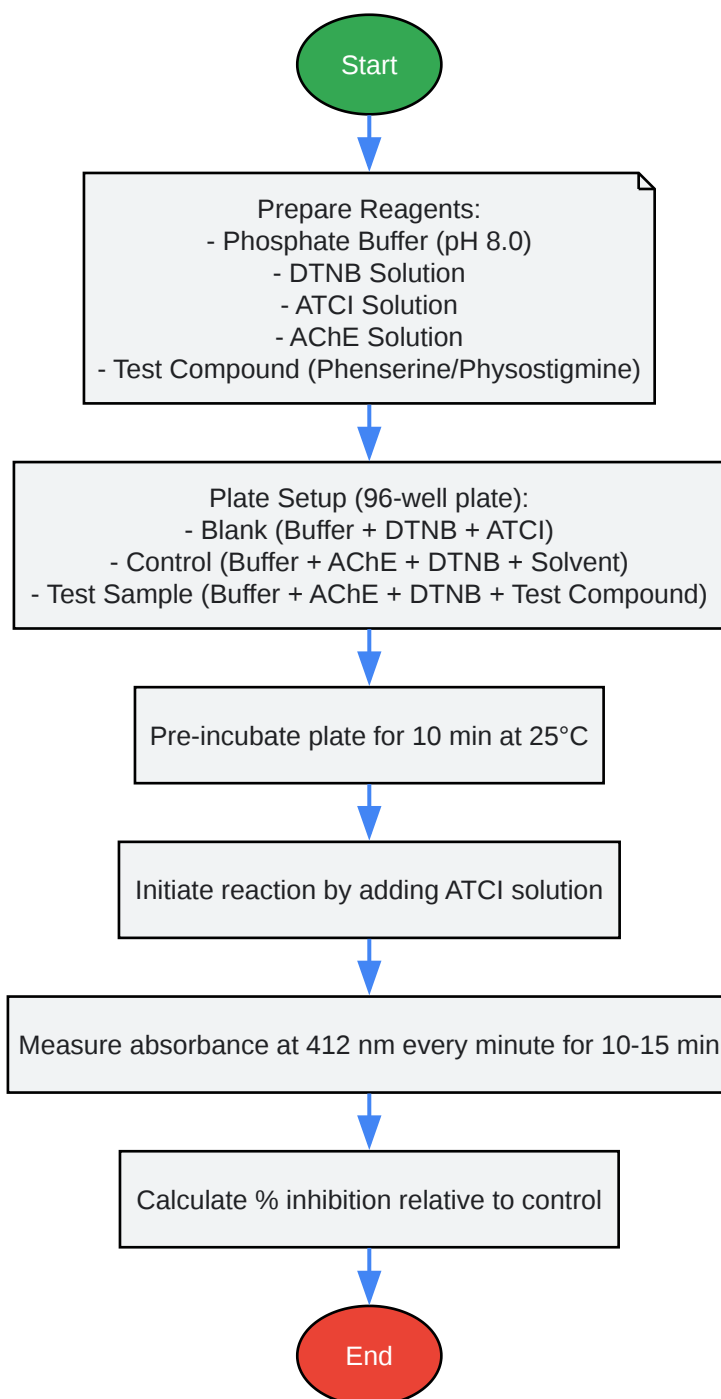 Start
Prepare Reagents:
- Phosphate Buffer (pH 8.0)
- DTNB Solution
- ATCI Solution
- AChE Solution
- Test Compound (Phenserine/Physostigmine)
Plate Setup (96-well plate):
- Blank (Buffer + DTNB + ATCI)
- Control (Buffer + AChE + DTNB + Solvent)
- Test Sample (Buffer + AChE + DTNB + Test Compound)
Pre-incubate plate for 10 min at 25°C
Initiate reaction by adding ATCI solution
Measure absorbance at 412 nm every minute for 10-15 min
Calculate % inhibition relative to control
End